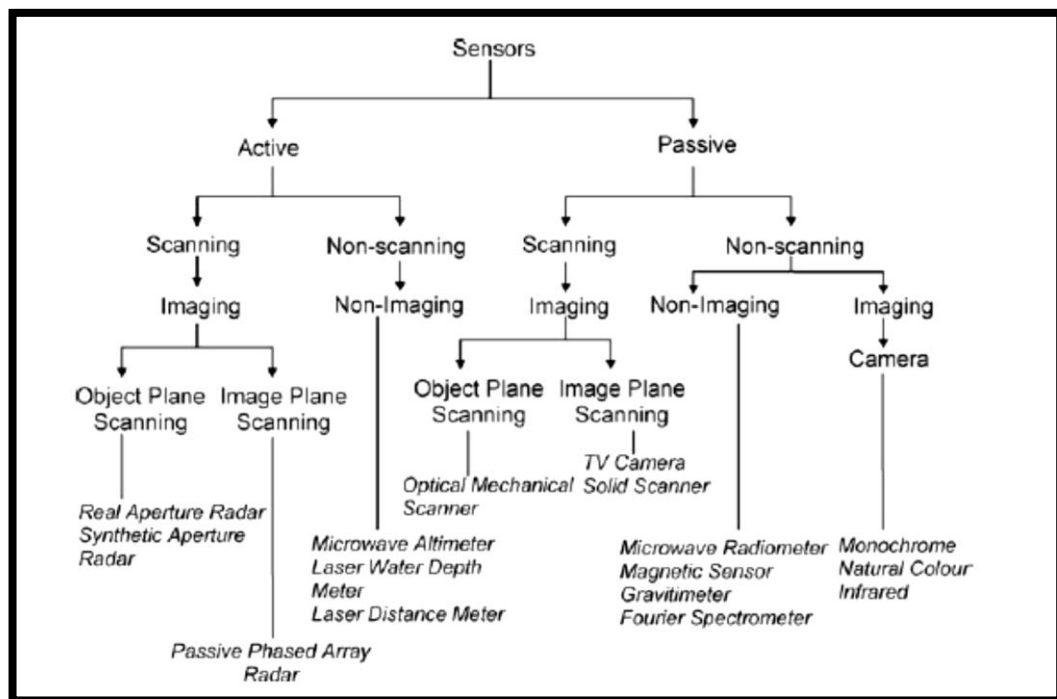 Sensors
Active
Passive
Scanning
Non-scanning
Scanning
Non-scanning
Imaging
Non-Imaging
Imaging
Non-Imaging
Imaging
Object Plane
Scanning
Image Plane
Scanning
Object Plane
Scanning
Image Plane
Scanning
Camera
Real Aperture Radar
Synthetic Aperture
Radar
Passive Phased Array
Radar
Microwave Altimeter
Laser Water Depth
Meter
Laser Distance Meter
Optical Mechanical
Scanner
TV Camera
Solid Scanner
Microwave Radiometer
Magnetic Sensor
Gravitimeter
Fourier Spectrometer
Monochrome
Natural Colour
Infrared